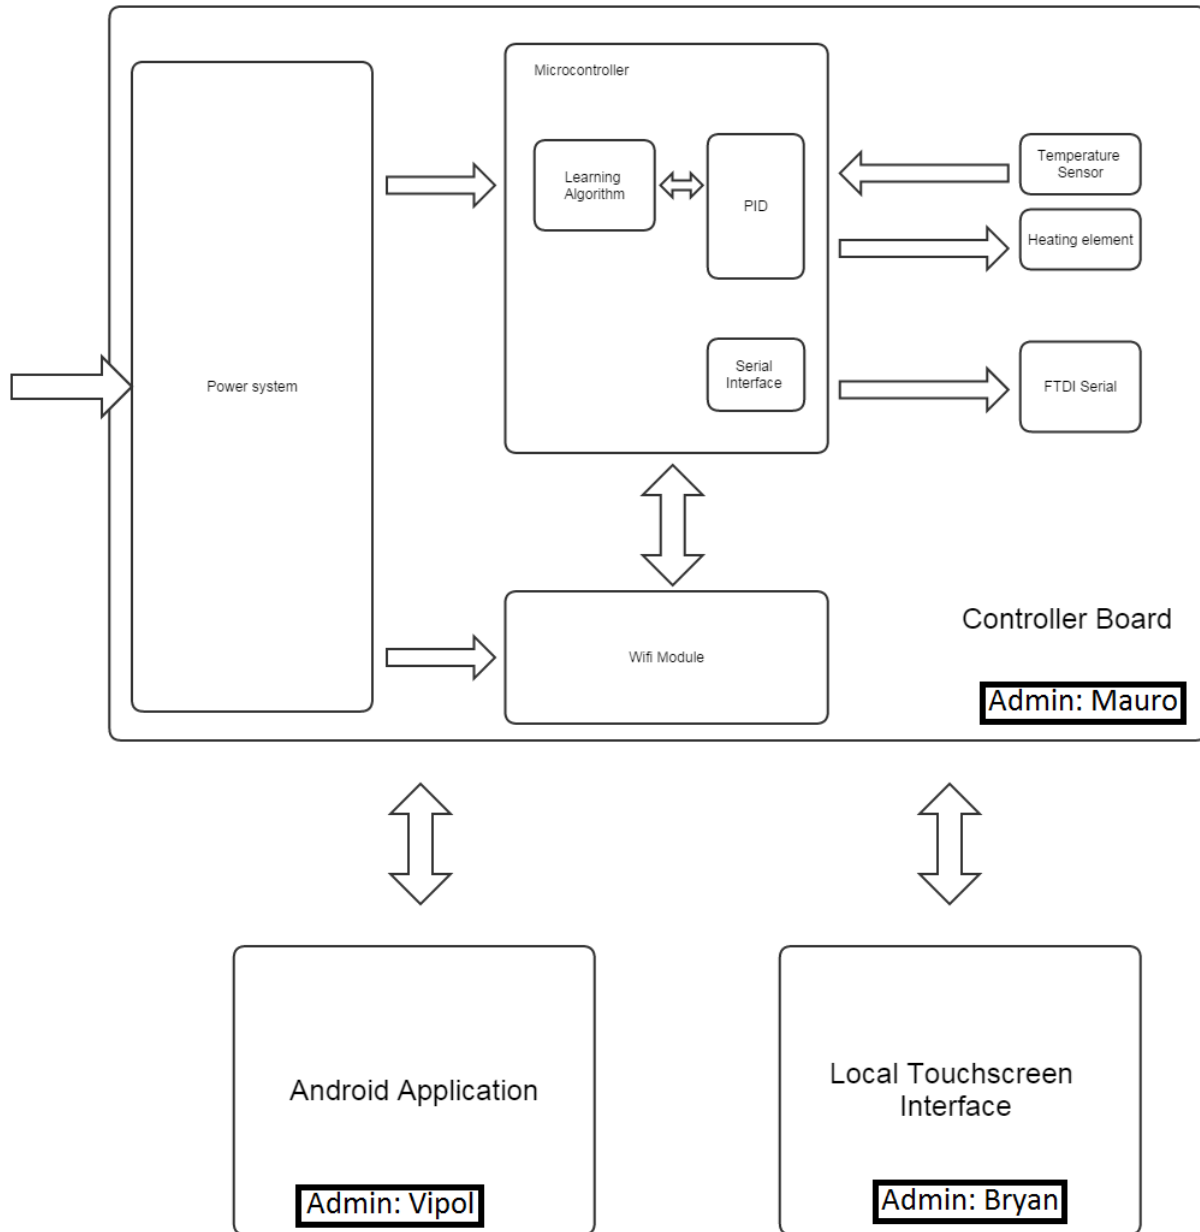 Microcontroller
Learning
Algorithm
PID
Temperature
Sensor
Heating element
Power system
Serial
Interface
FTDI Serial
Wifi Module
Controller Board
Admin: Mauro
Android Application
Admin: Vipol
Local Touchscreen
Interface
Admin: Bryan